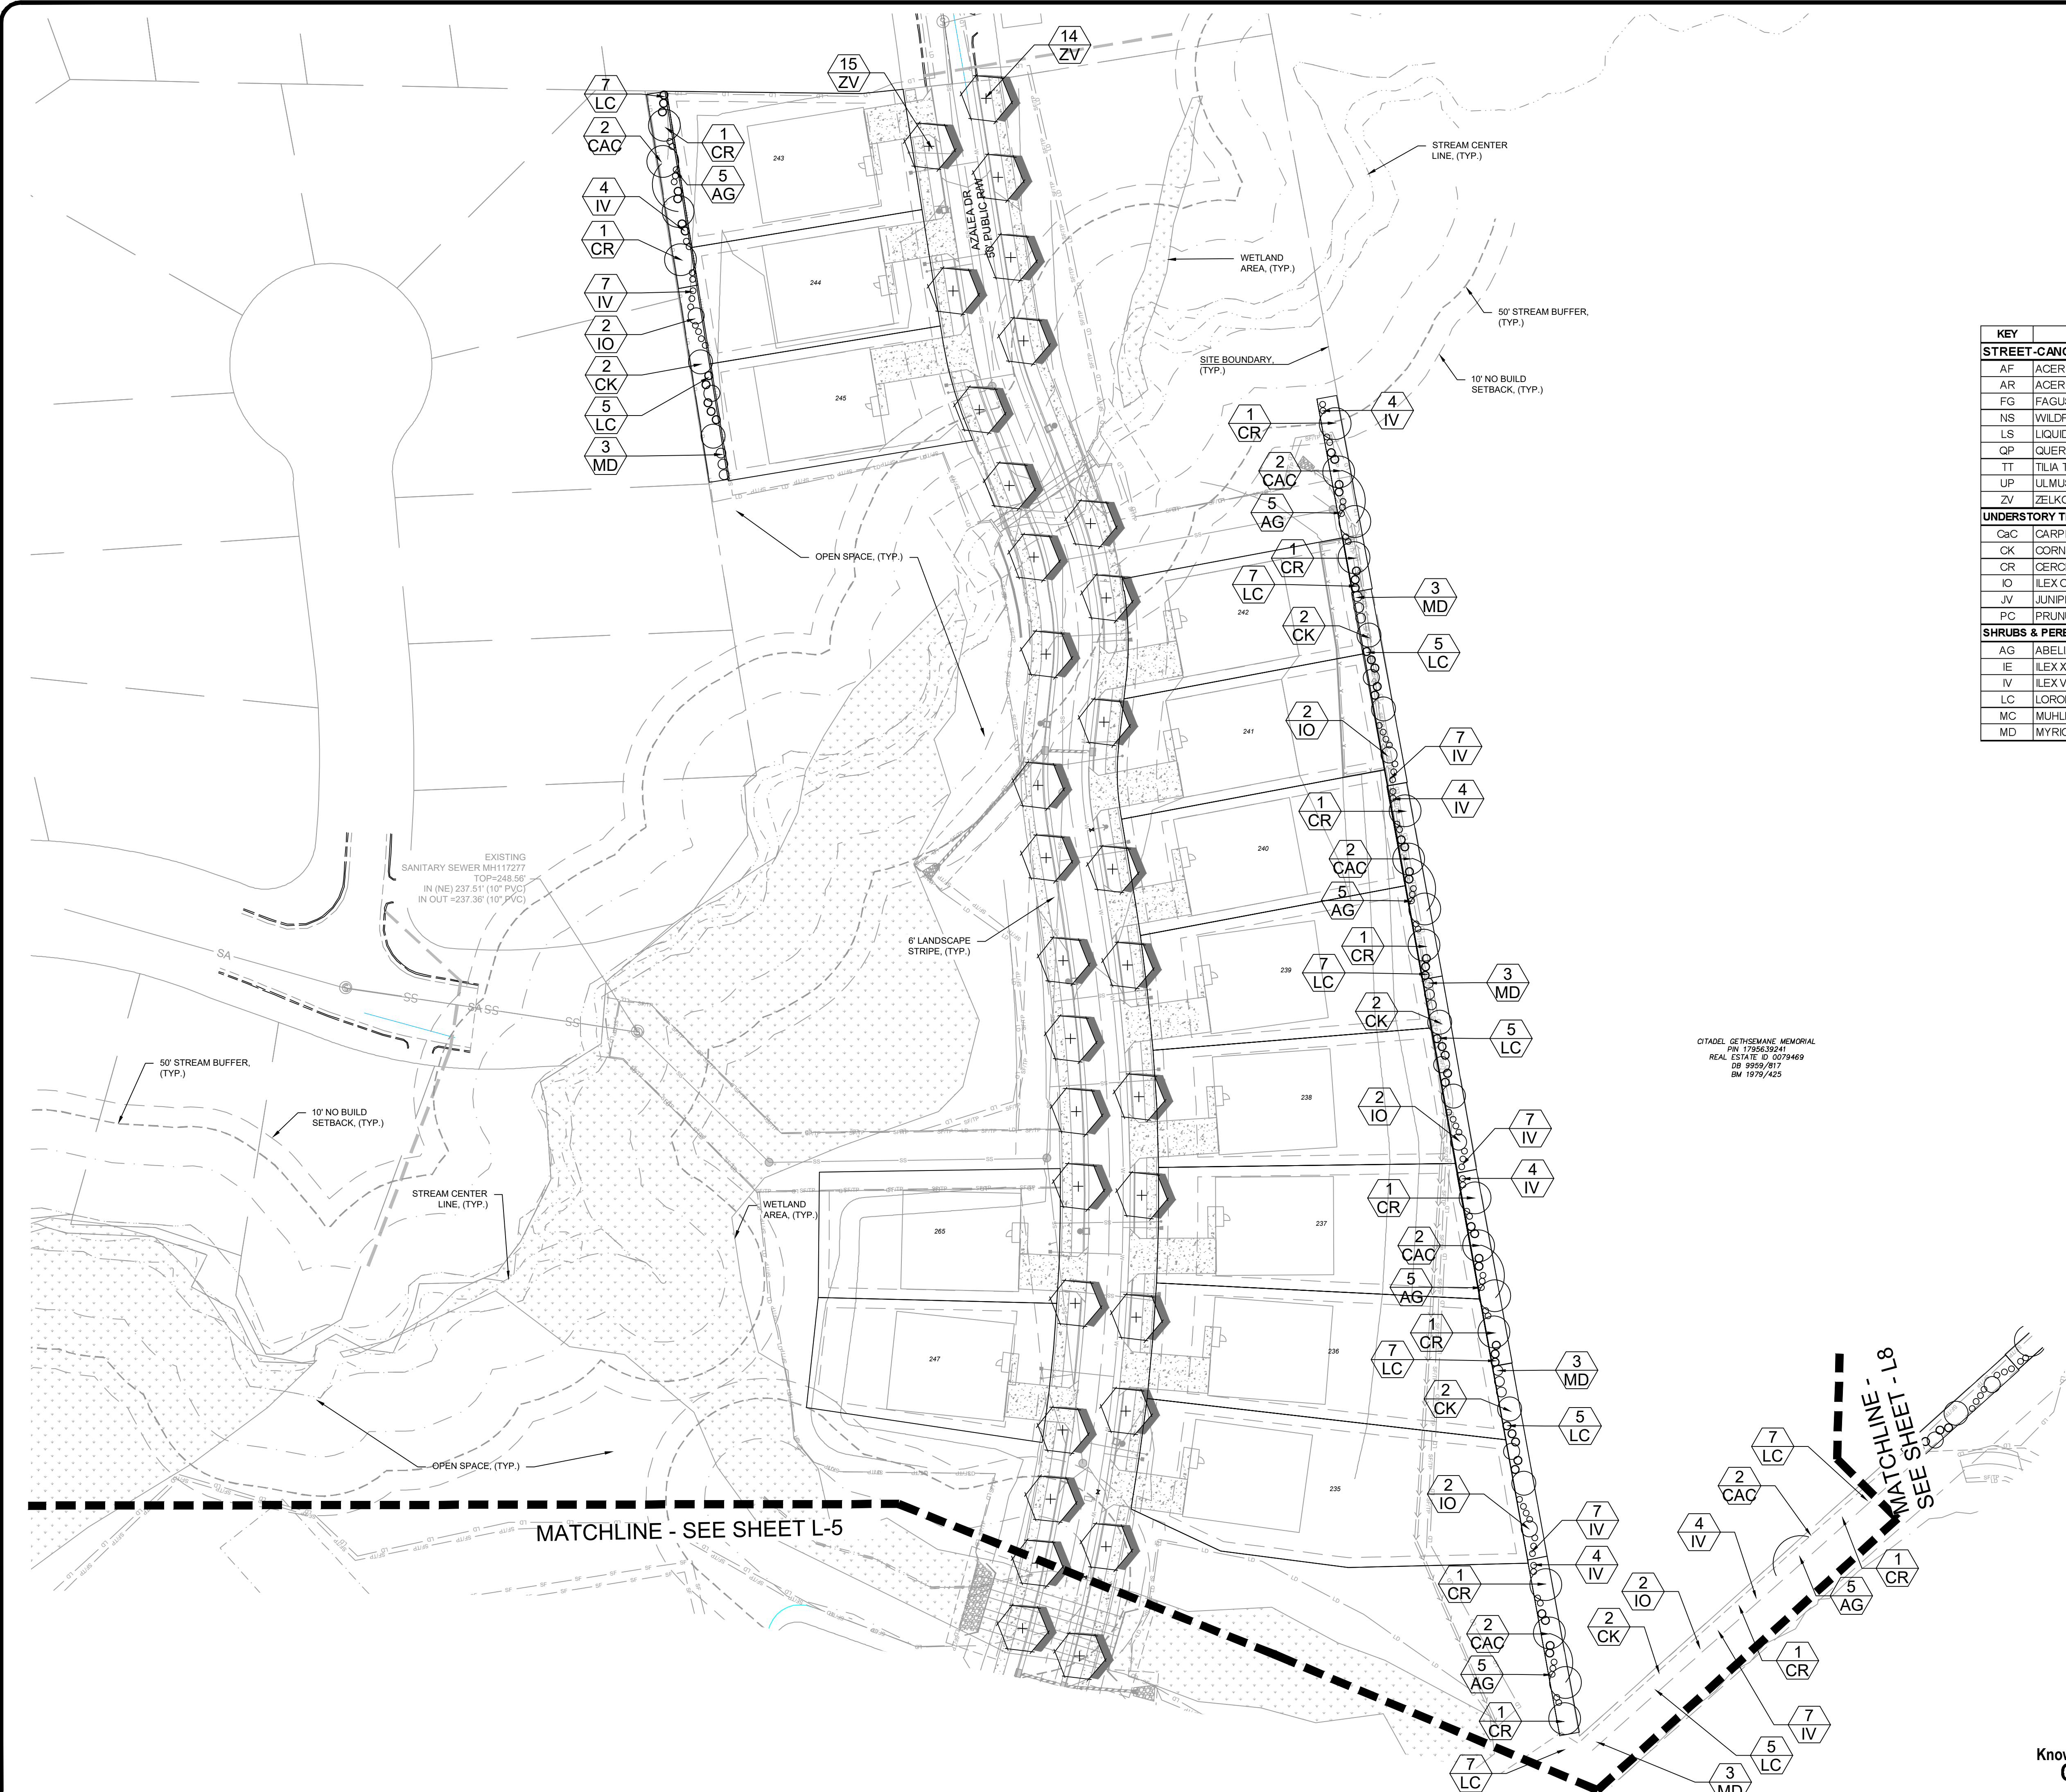 14
ZV
15
ZV
7
LC
2
CAC
1
CR
5
AG
4
IV
1
CR
7
IV
2
IO
2
CK
5
LC
3
MD
243
244
245
AZALEA DR
50' PUBLIC R/W
STREAM CENTER
LINE, (TYP.)
WETLAND
AREA, (TYP.)
50' STREAM BUFFER,
(TYP.)
SITE BOUNDARY,
(TYP.)
10' NO BUILD
SETBACK, (TYP.)
KEY
STREET-CANO
AF ACER
AR ACER
FG FAGUS
NS WILDF
LS LIQUID
QP QUER
TT TILIA T
UP ULMUS
ZV ZELKO
UNDERSTORY T
CaC CARPI
CK CORN
CR CERC
IO ILEX O
JV JUNIP
PC PRUNU
SHRUBS & PERE
AG ABELI
IE ILEX X
IV ILEX V
LC LOROP
MC MUHL
MD MYRIC
4
IV
1
CR
2
CAC
5
AG
1
CR
7
LC
3
MD
2
CK
5
LC
2
IO
7
IV
4
IV
1
CR
2
CAC
5
AG
1
CR
7
LC
3
MD
2
CK
5
LC
2
IO
7
IV
4
IV
1
CR
2
CAC
5
AG
1
CR
7
LC
3
MD
2
CK
5
LC
2
IO
7
IV
4
IV
1
CR
2
CAC
5
AG
1
CR
7
LC
242
241
240
239
238
237
236
235
265
247
OPEN SPACE, (TYP.)
EXISTING
SANITARY SEWER MH117277
TOP=248.56'
IN (NE) 237.51' (10" PVC)
IN OUT =237.36' (10" PVC)
6' LANDSCAPE
STRIPE, (TYP.)
SA
SS
SA SS
SS
50' STREAM BUFFER,
(TYP.)
10' NO BUILD
SETBACK, (TYP.)
STREAM CENTER
LINE, (TYP.)
WETLAND
AREA, (TYP.)
OPEN SPACE, (TYP.)
MATCHLINE - SEE SHEET L-5
CITADEL GETHSEMANE MEMORIAL
PIN 1795639241
REAL ESTATE ID 0079469
DB 9959/817
BM 1979/425
MATCHLINE -
SEE SHEET - L8
7
LC
2
CAC
4
IV
1
CR
5
AG
2
IO
2
CK
1
CR
7
IV
5
LC
3
MD
Know